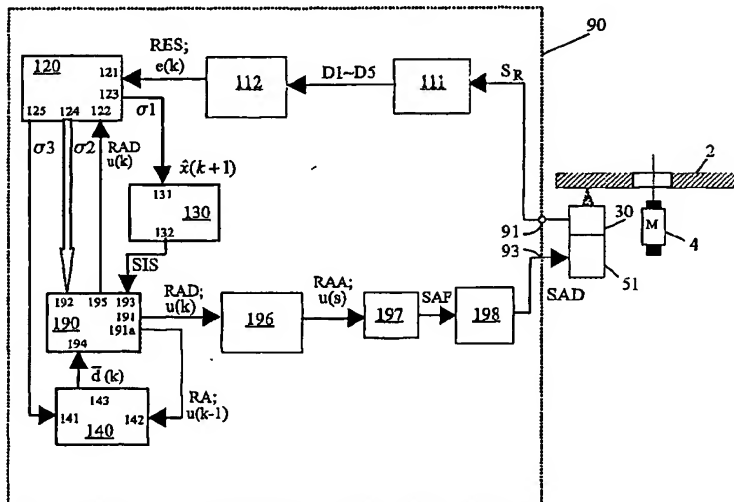 90
RES;
e(k)
120
121
123
125 124 122
112
D1~D5
111
S_R
σ1
σ3
σ2
RAD
u(k)
x̂(k+1)
131
130
132
SIS
2
M
4
30
51
91
93
SAD
192 195 193
191
191a
190
194
RAD;
u(k)
196
RAA;
u(s)
197
SAF
198
d̅(k)
RA;
u(k-1)
143
141 142
140